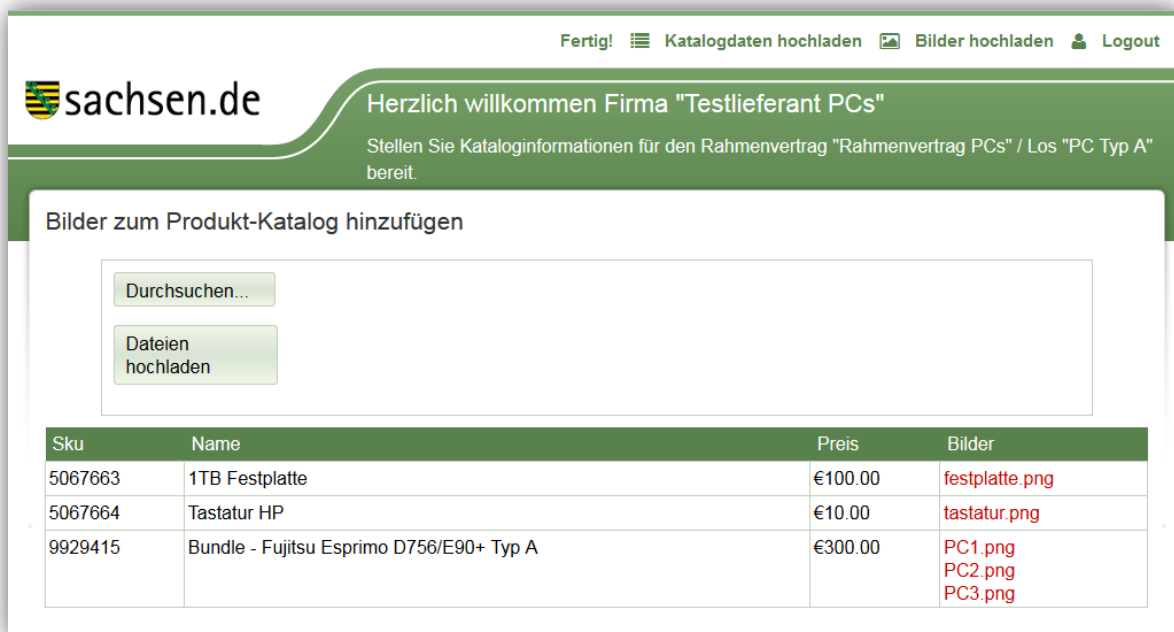 Fertig! Katalogdaten hochladen Bilder hochladen Logout
sachsen.de
Herzlich willkommen Firma "Testlieferant PCs"
Stellen Sie Kataloginformationen für den Rahmenvertrag "Rahmenvertrag PCs" / Los "PC Typ A"
bereit.
Bilder zum Produkt-Katalog hinzufügen
Durchsuchen...
Dateien
hochladen
Sku Name Preis Bilder
5067663 1TB Festplatte €100.00 festplatte.png
5067664 Tastatur HP €10.00 tastatur.png
9929415 Bundle - Fujitsu Esprimo D756/E90+ Typ A €300.00 PC1.png
PC2.png
PC3.png